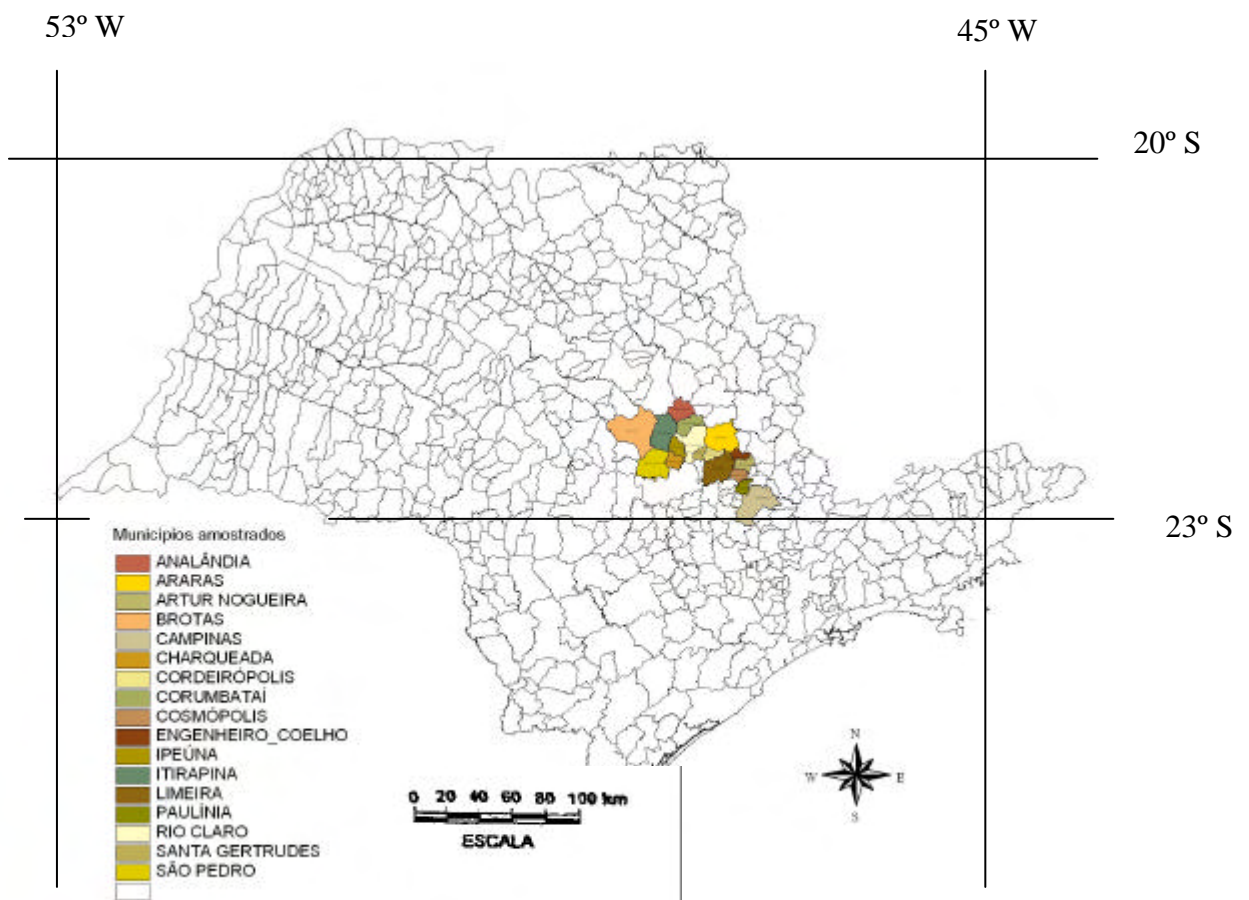 53º W
45º W
20º S
23º S
Municípios amostrados
ANALÂNDIA
ARARAS
ARTUR NOGUEIRA
BROTAS
CAMPINAS
CHARQUEADA
CORDEIRÓPOLIS
CORUMBATAÍ
COSMÓPOLIS
ENGENHEIRO_COELHO
IPEÚNA
ITIRAPINA
LIMEIRA
PAULÍNIA
RIO CLARO
SANTA GERTRUDES
SÃO PEDRO
0 20 40 60 80 100 km
ESCALA
N
W E
S